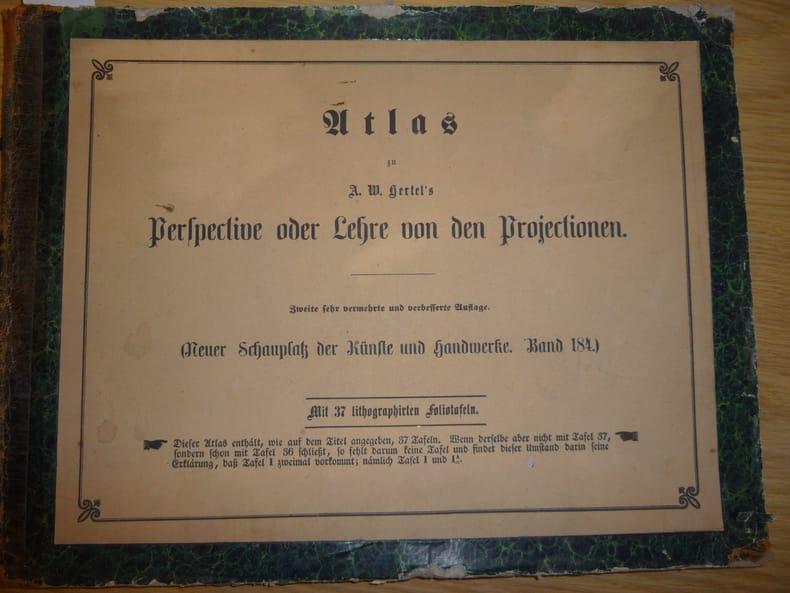 Atlas
zu
A. W. Hertel's
Perspective oder Lehre von den Projectionen.
Zweite sehr vermehrte und verbesserte Auflage.
(Neuer Schauplatz der Künste und Handwerke. Band 184.)
Mit 37 lithographirten Foliotafeln.
Dieser Atlas enthält, wie auf dem Titel angegeben, 37 Tafeln. Wenn derselbe aber nicht mit Tafel 37,
sondern schon mit Tafel 36 schließt, so fehlt darum keine Tafel und findet dieser Umstand darin seine
Erklärung, daß Tafel 1 zweimal vorkommt; nämlich Tafel 1 und 1ᴬ.